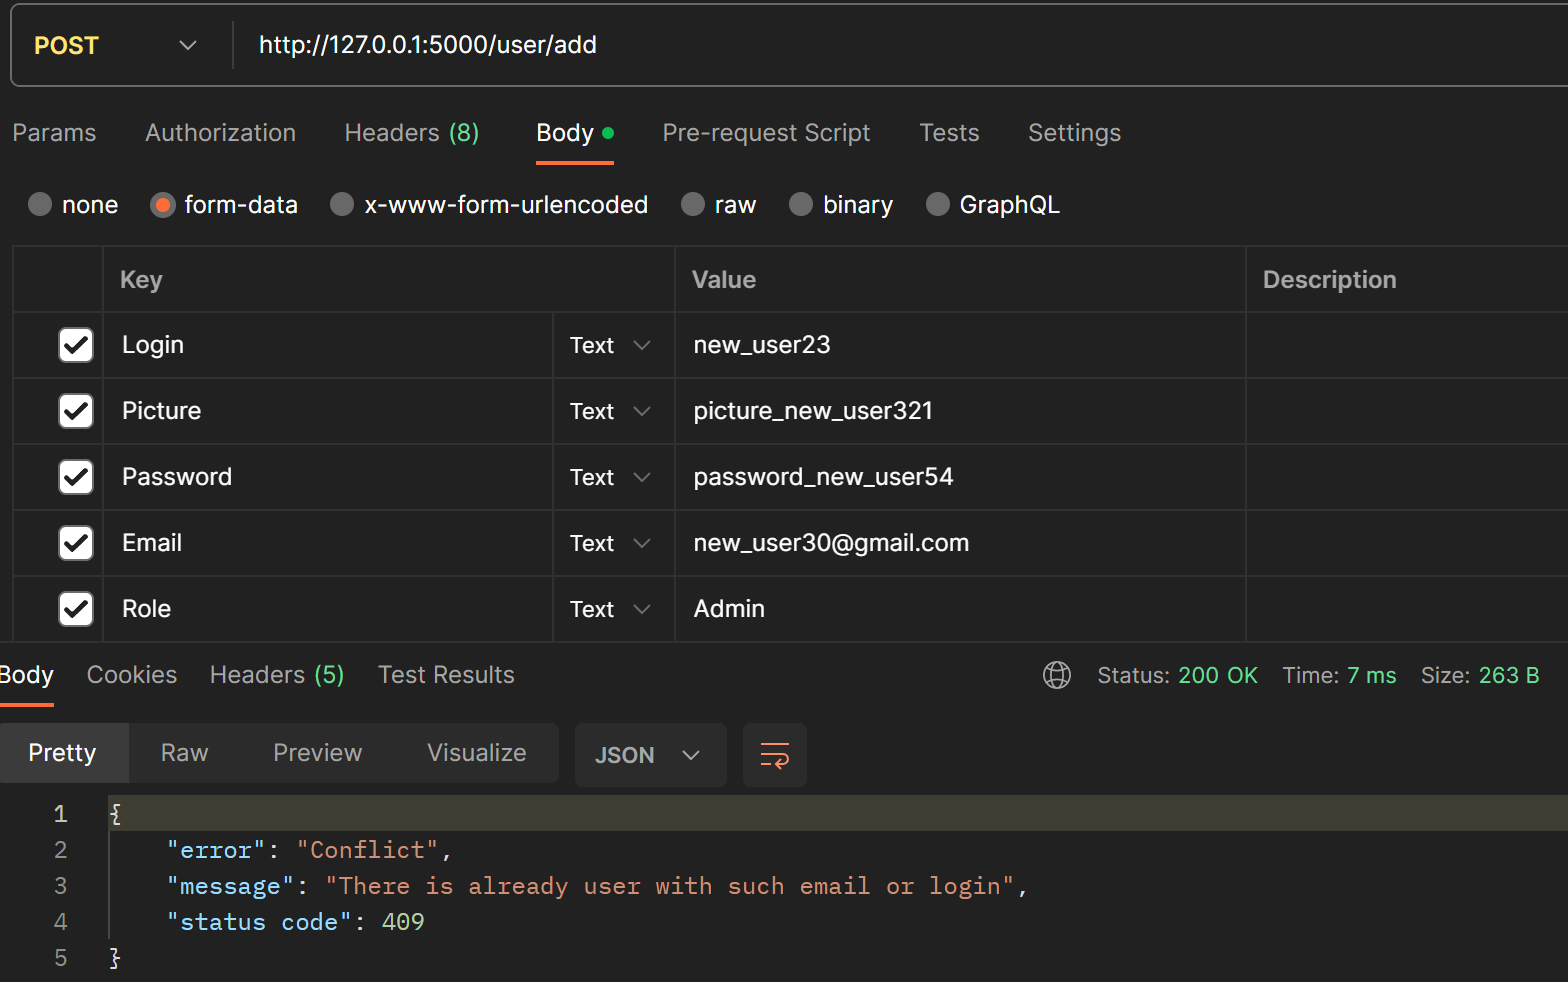 POST http://127.0.0.1:5000/user/add
Params Authorization Headers (8) Body Pre-request Script Tests Settings
none form-data x-www-form-urlencoded raw binary GraphQL
Key Value Description
Login Text new_user23
Picture Text picture_new_user321
Password Text password_new_user54
Email Text new_user30@gmail.com
Role Text Admin
Body Cookies Headers (5) Test Results Status: 200 OK Time: 7 ms Size: 263 B
Pretty Raw Preview Visualize JSON
1 {
2 "error": "Conflict",
3 "message": "There is already user with such email or login",
4 "status code": 409
5 }